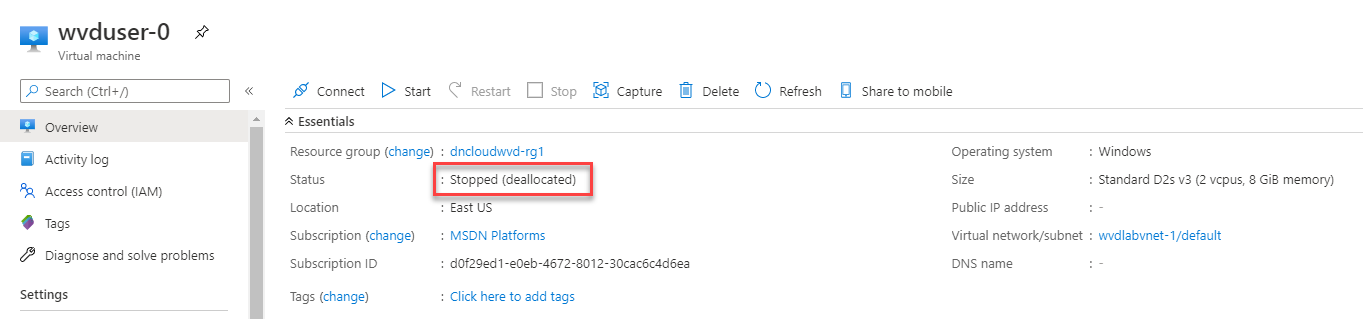 wvduser-0
Virtual machine
Search (Ctrl+/)
«
Connect
Start
Restart
Stop
Capture
Delete
Refresh
Share to mobile
Overview
Activity log
Access control (IAM)
Tags
Diagnose and solve problems
Settings
Essentials
Resource group (change) : dncloudwvd-rg1
Status : Stopped (deallocated)
Location : East US
Subscription (change) : MSDN Platforms
Subscription ID : d0f29ed1-e0eb-4672-8012-30cac6c4d6ea
Tags (change) : Click here to add tags
Operating system : Windows
Size : Standard D2s v3 (2 vcpus, 8 GiB memory)
Public IP address : -
Virtual network/subnet : wvdlabvnet-1/default
DNS name : -